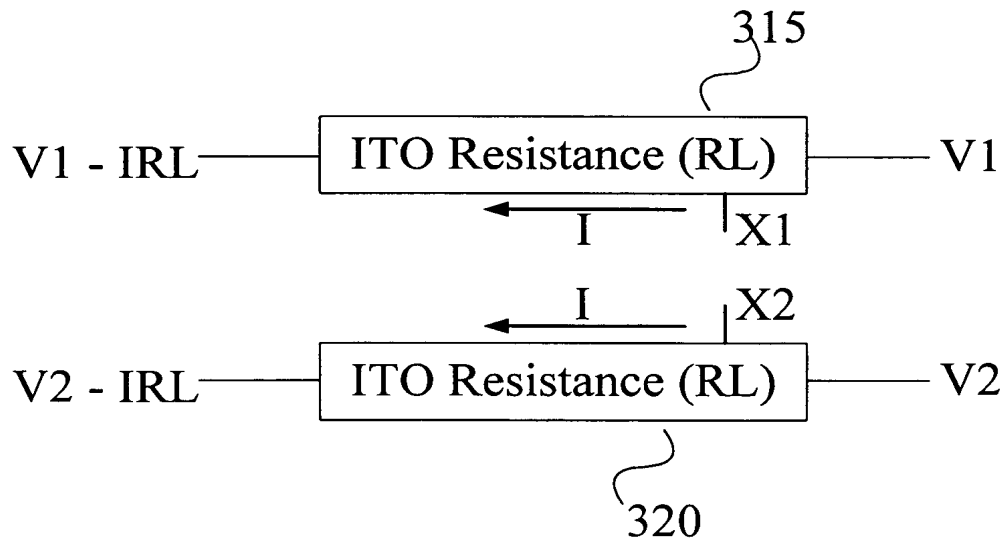 315
V1 - IRL ITO Resistance (RL) V1
I X1
I X2
V2 - IRL ITO Resistance (RL) V2
320